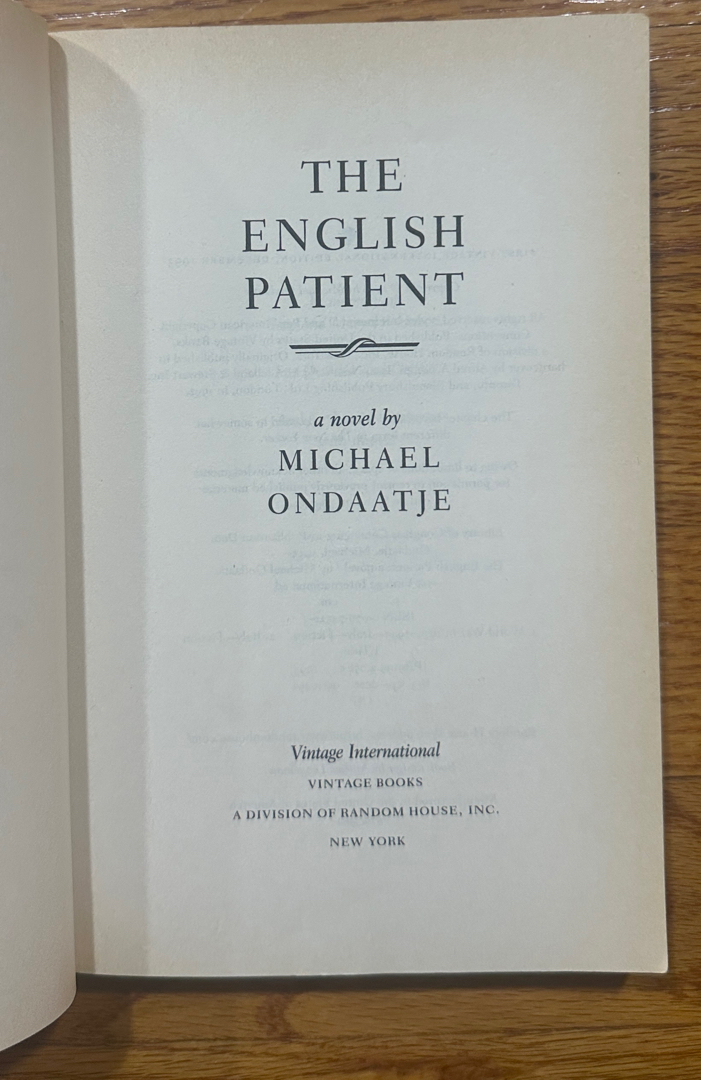 THE
ENGLISH
PATIENT
a novel by
MICHAEL
ONDAATJE
Vintage International
VINTAGE BOOKS
A DIVISION OF RANDOM HOUSE, INC.
NEW YORK